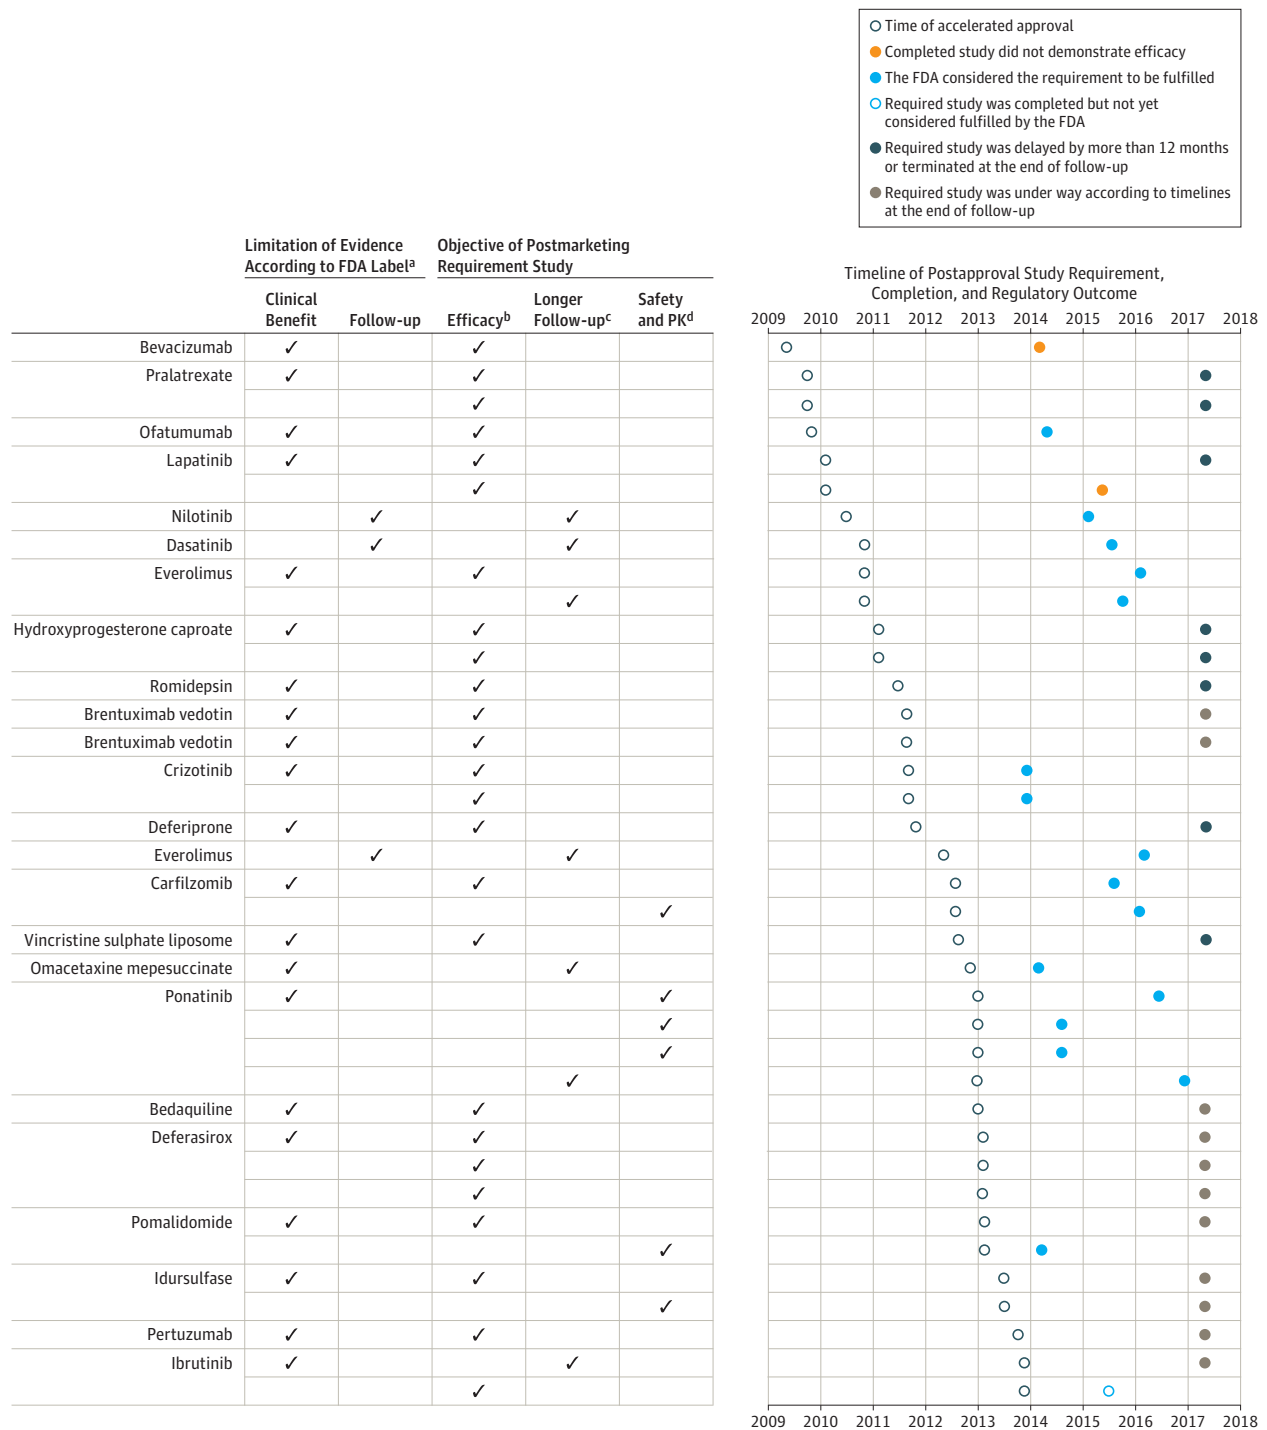 Time of accelerated approval
Completed study did not demonstrate efficacy
The FDA considered the requirement to be fulfilled
Required study was completed but not yet
considered fulfilled by the FDA
Required study was delayed by more than 12 months
or terminated at the end of follow-up
Required study was under way according to timelines
at the end of follow-up
Limitation of Evidence
According to FDA Labelᵃ
Objective of Postmarketing
Requirement Study
Timeline of Postapproval Study Requirement,
Completion, and Regulatory Outcome
Clinical
Benefit
Follow-up
Efficacyᵇ
Longer
Follow-upᶜ
Safety
and PKᵈ
2009 2010 2011 2012 2013 2014 2015 2016 2017 2018
Bevacizumab ✓ ✓
Pralatrexate ✓ ✓
✓
Ofatumumab ✓ ✓
Lapatinib ✓ ✓
✓
Nilotinib ✓ ✓
Dasatinib ✓ ✓
Everolimus ✓ ✓
✓
Hydroxyprogesterone caproate ✓ ✓
✓
Romidepsin ✓ ✓
Brentuximab vedotin ✓ ✓
Brentuximab vedotin ✓ ✓
Crizotinib ✓ ✓
✓
Deferiprone ✓ ✓
Everolimus ✓ ✓
Carfilzomib ✓ ✓
✓
Vincristine sulphate liposome ✓ ✓
Omacetaxine mepesuccinate ✓ ✓
Ponatinib ✓ ✓
✓
✓
✓
Bedaquiline ✓ ✓
Deferasirox ✓ ✓
✓
✓
Pomalidomide ✓ ✓
✓
Idursulfase ✓ ✓
✓
Pertuzumab ✓ ✓
Ibrutinib ✓ ✓
✓
2009 2010 2011 2012 2013 2014 2015 2016 2017 2018